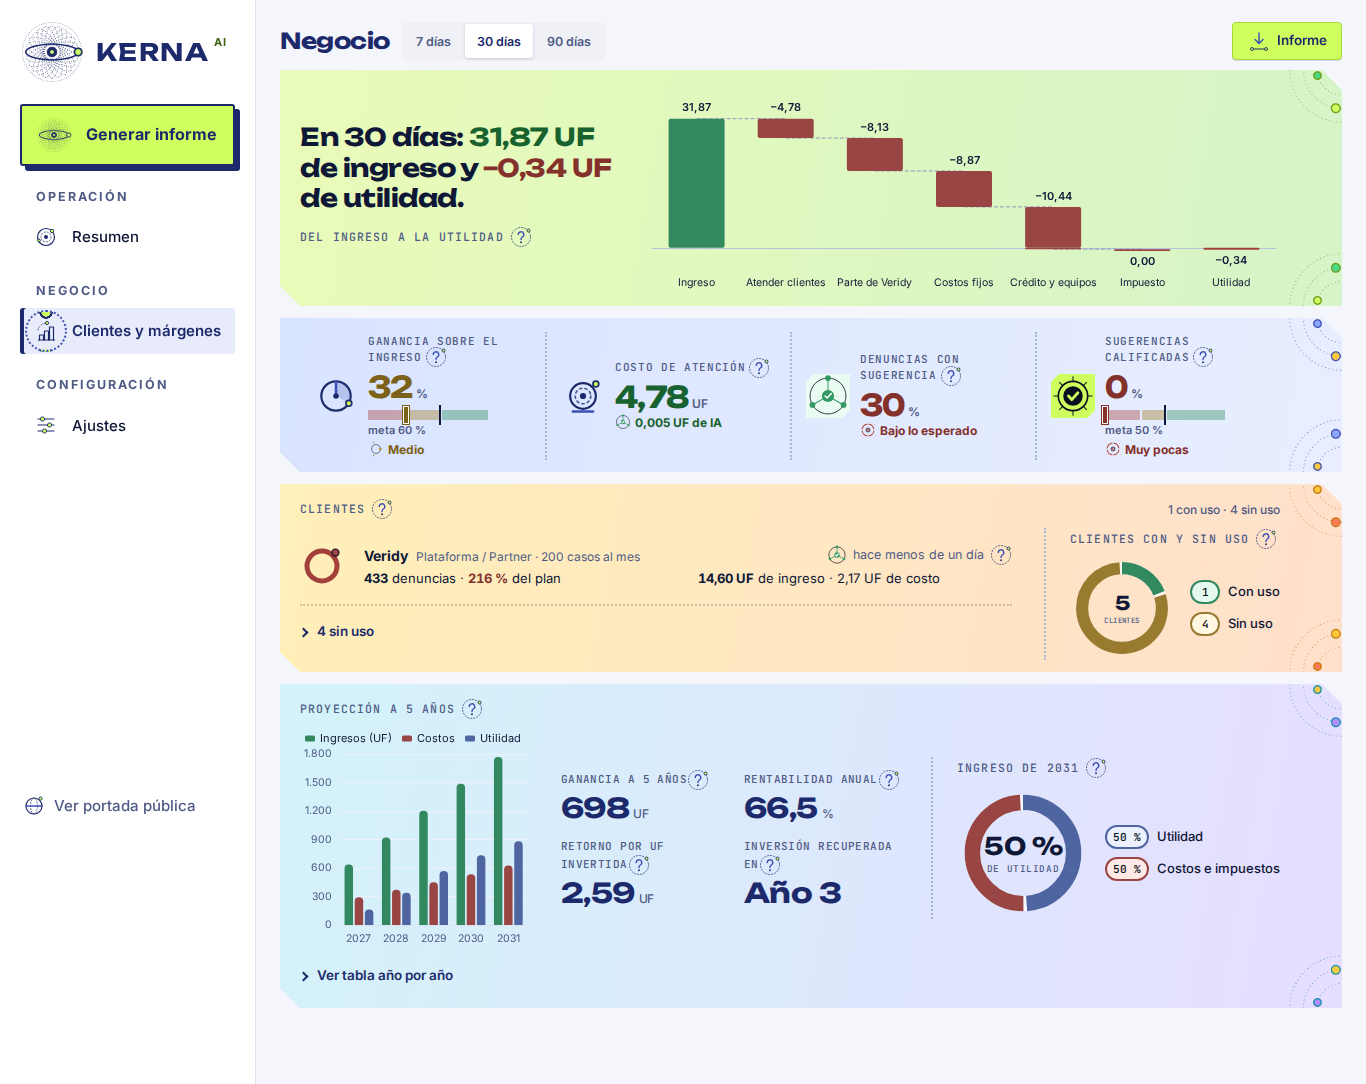 KERNA AI
Generar informe
OPERACIÓN
Resumen
NEGOCIO
Clientes y márgenes
CONFIGURACIÓN
Ajustes
Ver portada pública
Negocio
7 días
30 días
90 días
Informe
En 30 días: 31,87 UF
de ingreso y −0,34 UF
de utilidad.
DEL INGRESO A LA UTILIDAD ?
31,87
−4,78
−8,13
−8,87
−10,44
0,00
−0,34
Ingreso
Atender clientes
Parte de Veridy
Costos fijos
Crédito y equipos
Impuesto
Utilidad
GANANCIA SOBRE EL
INGRESO ?
32 %
meta 60 %
Medio
COSTO DE ATENCIÓN ?
4,78 UF
0,005 UF de IA
DENUNCIAS CON
SUGERENCIA ?
30 %
Bajo lo esperado
SUGERENCIAS
CALIFICADAS ?
0 %
meta 50 %
Muy pocas
CLIENTES ?
1 con uso · 4 sin uso
Veridy Plataforma / Partner · 200 casos al mes
hace menos de un día ?
433 denuncias · 216 % del plan
14,60 UF de ingreso · 2,17 UF de costo
4 sin uso
CLIENTES CON Y SIN USO ?
5
CLIENTES
1 Con uso
4 Sin uso
PROYECCIÓN A 5 AÑOS ?
Ingresos (UF)
Costos
Utilidad
1.800
1.500
1.200
900
600
300
0
2027
2028
2029
2030
2031
GANANCIA A 5 AÑOS ?
698 UF
RENTABILIDAD ANUAL ?
66,5 %
RETORNO POR UF
INVERTIDA ?
2,59 UF
INVERSIÓN RECUPERADA
EN ?
Año 3
INGRESO DE 2031 ?
50 %
DE UTILIDAD
50 % Utilidad
50 % Costos e impuestos
Ver tabla año por año